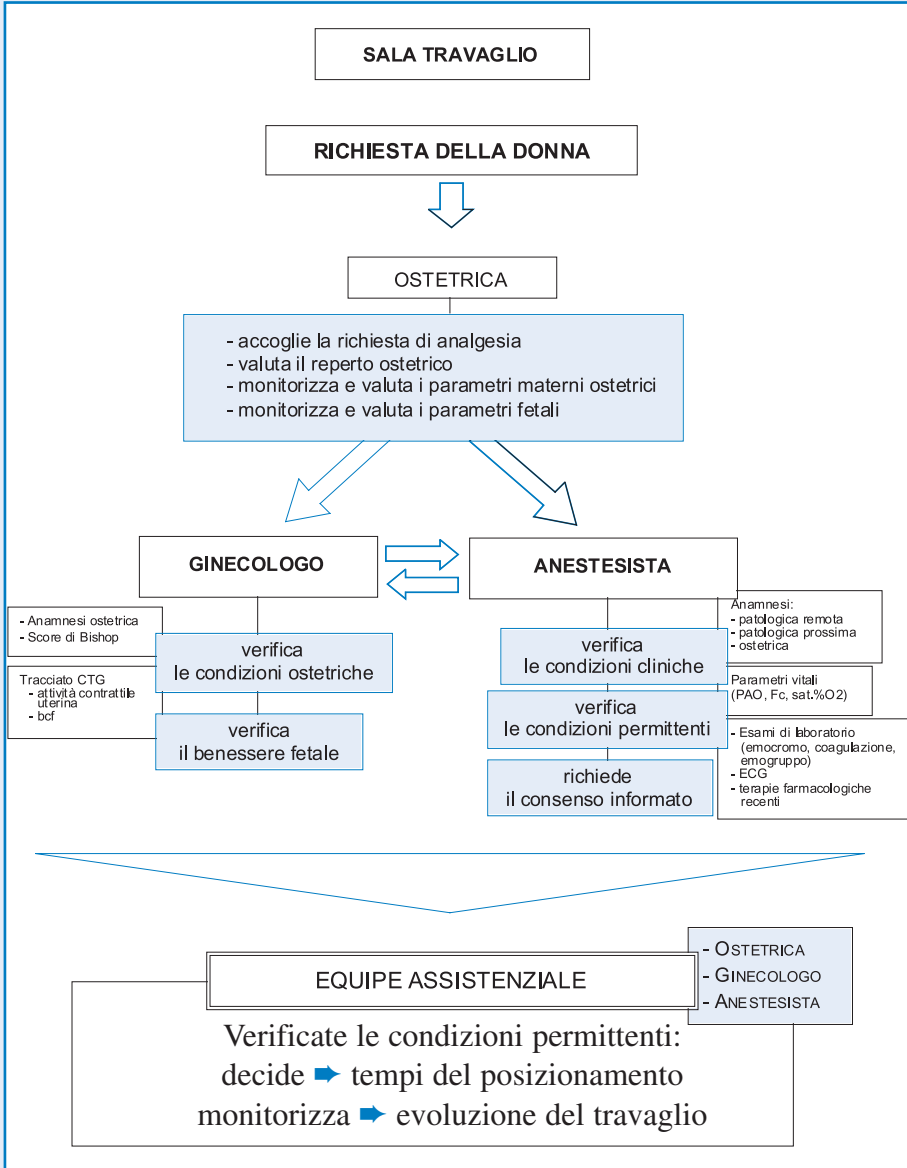 SALA TRAVAGLIO
RICHIESTA DELLA DONNA
OSTETRICA
- accoglie la richiesta di analgesia
- valuta il reperto ostetrico
- monitorizza e valuta i parametri materni ostetrici
- monitorizza e valuta i parametri fetali
GINECOLOGO
- Anamnesi ostetrica
- Score di Bishop
verifica
le condizioni ostetriche
Tracciato CTG
- attività contrattile
uterina
- bcf
verifica
il benessere fetale
ANESTESISTA
Anamnesi:
- patologica remota
- patologica prossima
- ostetrica
verifica
le condizioni cliniche
Parametri vitali
(PAO, Fc, sat.%O2)
verifica
le condizioni permittenti
- Esami di laboratorio
(emocromo, coagulazione,
emogruppo)
- ECG
- terapie farmacologiche
recenti
richiede
il consenso informato
EQUIPE ASSISTENZIALE
- OSTETRICA
- GINECOLOGO
- ANESTESISTA
Verificate le condizioni permittenti:
decide ➨ tempi del posizionamento
monitorizza ➨ evoluzione del travaglio